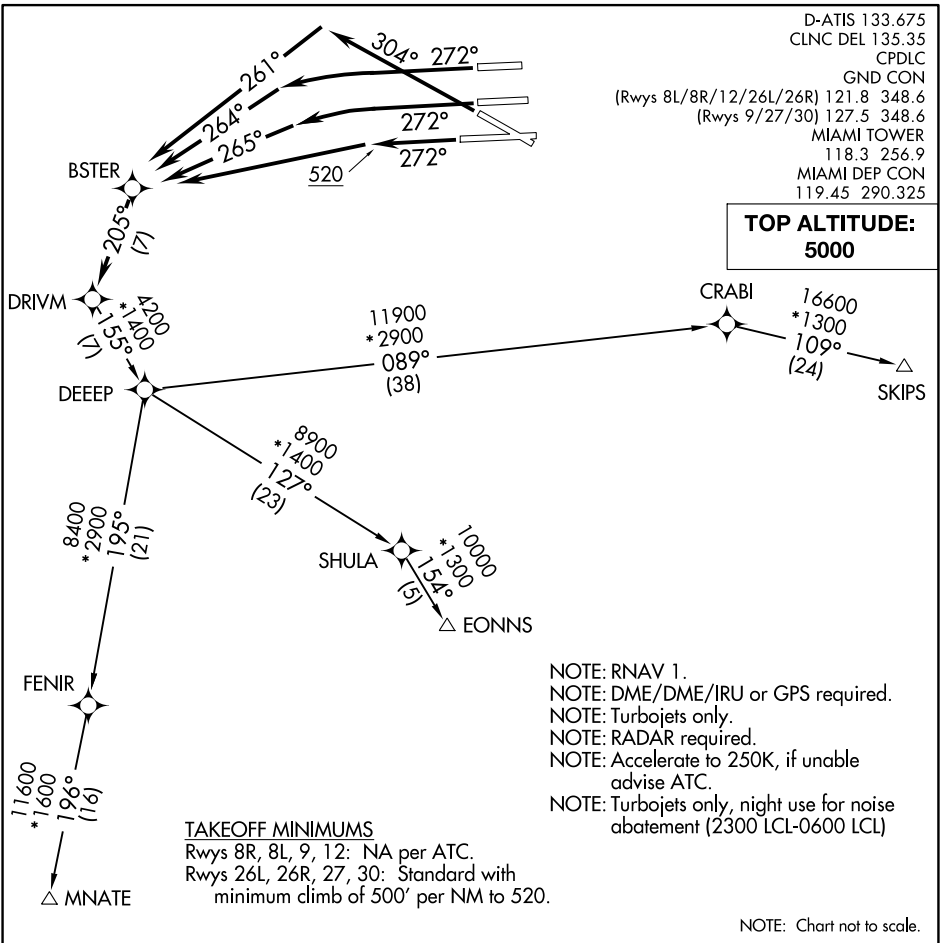 D-ATIS 133.675
CLNC DEL 135.35
CPDLC
GND CON
(Rwys 8L/8R/12/26L/26R) 121.8 348.6
(Rwys 9/27/30) 127.5 348.6
MIAMI TOWER
118.3 256.9
MIAMI DEP CON
119.45 290.325
TOP ALTITUDE:
5000
261°
304°
272°
264°
272°
265°
272°
520
BSTER
205°
(7)
DRIVM
4200
*1400
155°
(7)
DEEEP
11900
*2900
089°
(38)
CRABI
16600
*1300
109°
(24)
SKIPS
8900
*1400
127°
(23)
SHULA
10000
*1300
154°
(5)
EONNS
8400
*2900
195°
(21)
FENIR
11600
*1600
196°
(16)
MNATE
NOTE: RNAV 1.
NOTE: DME/DME/IRU or GPS required.
NOTE: Turbojets only.
NOTE: RADAR required.
NOTE: Accelerate to 250K, if unable
advise ATC.
NOTE: Turbojets only, night use for noise
abatement (2300 LCL-0600 LCL)
TAKEOFF MINIMUMS
Rwys 8R, 8L, 9, 12: NA per ATC.
Rwys 26L, 26R, 27, 30: Standard with
minimum climb of 500' per NM to 520.
NOTE: Chart not to scale.